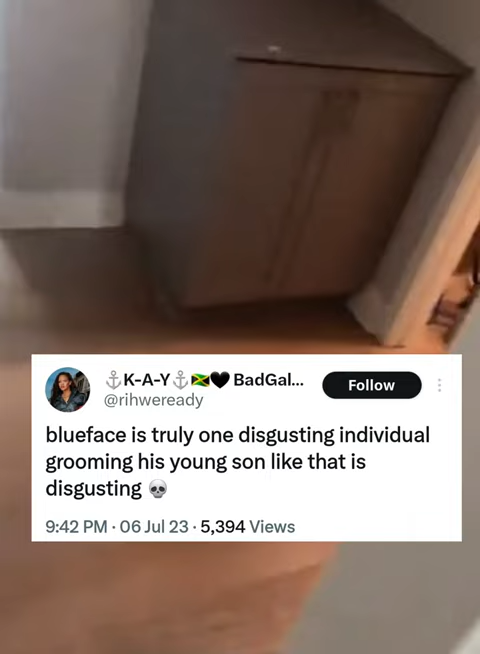 ⚓K-A-Y⚓🇯🇲🖤 BadGal...
Follow
@rihweready
blueface is truly one disgusting individual
grooming his young son like that is
disgusting 💀
9:42 PM · 06 Jul 23 · 5,394 Views